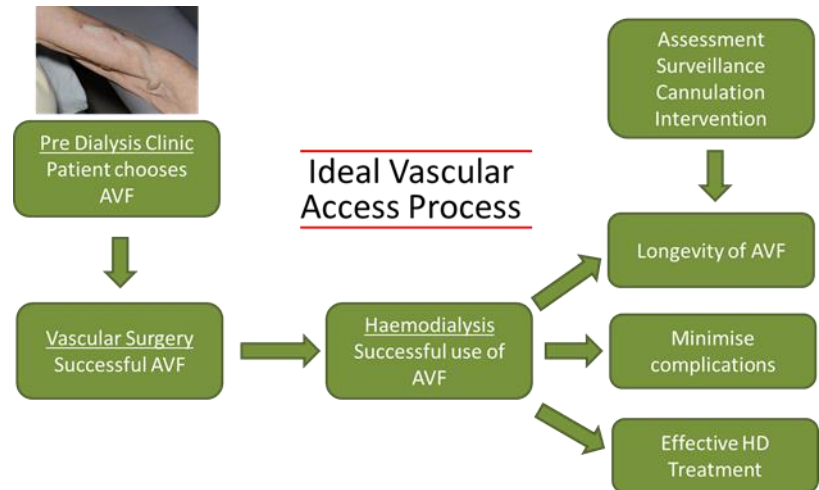 Pre Dialysis Clinic
Patient chooses
AVF
Vascular Surgery
Successful AVF
Ideal Vascular
Access Process
Haemodialysis
Successful use of
AVF
Assessment
Surveillance
Cannulation
Intervention
Longevity of AVF
Minimise
complications
Effective HD
Treatment